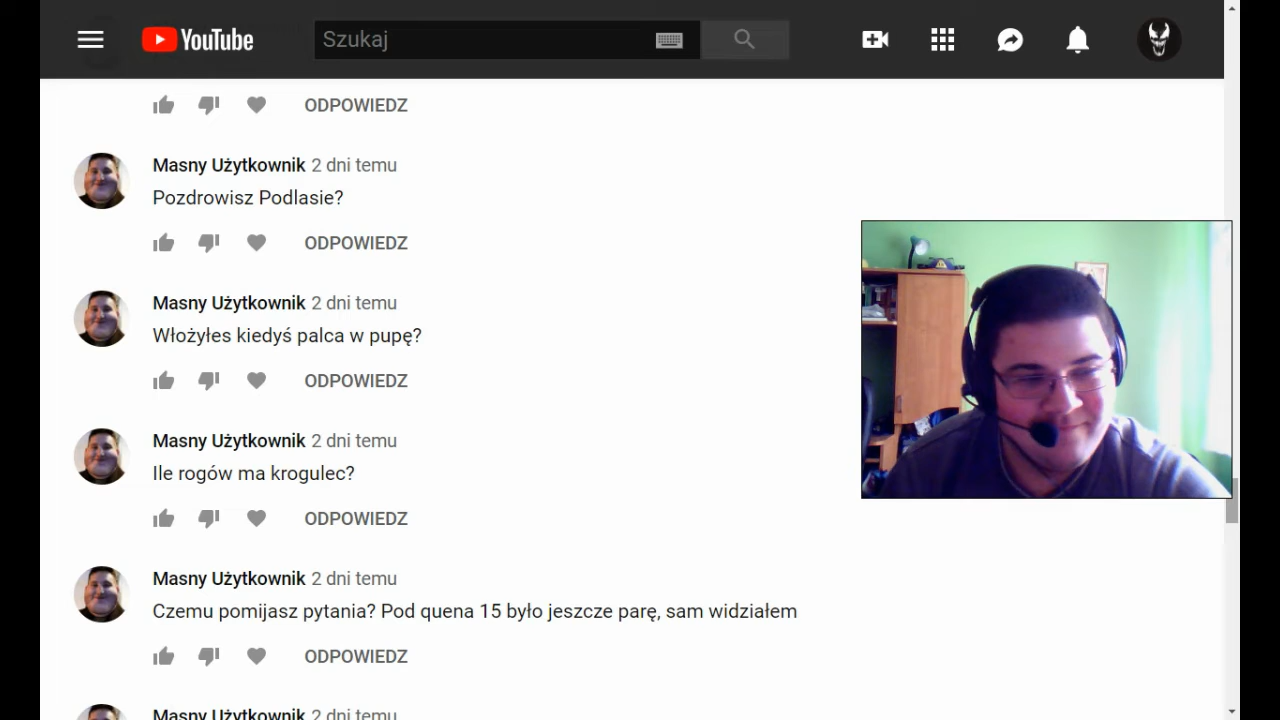 YouTube
Szukaj
ODPOWIEDZ
Masny Użytkownik 2 dni temu
Pozdrowisz Podlasie?
ODPOWIEDZ
Masny Użytkownik 2 dni temu
Włożyłes kiedyś palca w pupę?
ODPOWIEDZ
Masny Użytkownik 2 dni temu
Ile rogów ma krogulec?
ODPOWIEDZ
Masny Użytkownik 2 dni temu
Czemu pomijasz pytania? Pod quena 15 było jeszcze parę, sam widziałem
ODPOWIEDZ
Masny Użytkownik 2 dni temu